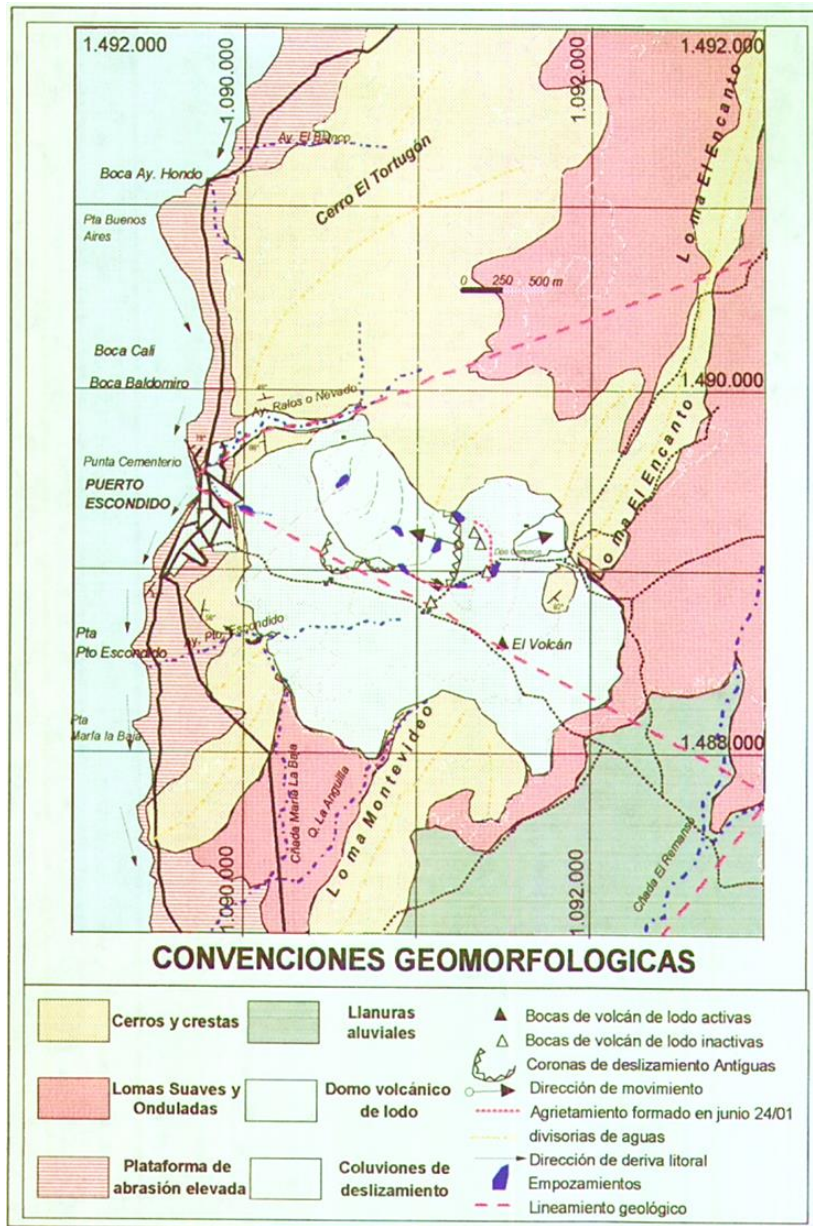 1.492.000
1.090.000
1.092.000
1.492.000
Ay. El Banco
Boca Ay. Hondo
Cerro El Tortugón
Loma El Encanto
Pta Buenos
Aires
0 250 500 m
Boca Cali
Boca Baldomiro
1.490.000
Ay. Ralos o Nevado
Punta Cementerio
PUERTO
ESCONDIDO
Loma El Encanto
Dos Caminos
Pta
Pto Escondido
Ay. Pto. Escondido
El Volcán
Pta
María la Baja
1.488.000
Cñada María La Baja
Q. La Anguilla
Loma Montevideo
Cñada El Remanso
1.090.000
1.092.000
CONVENCIONES GEOMORFOLOGICAS
Cerros y crestas
Llanuras
aluviales
Lomas Suaves y
Onduladas
Domo volcánico
de lodo
Plataforma de
abrasión elevada
Coluviones de
deslizamiento
Bocas de volcán de lodo activas
Bocas de volcán de lodo inactivas
Coronas de deslizamiento Antíguas
Dirección de movimiento
Agrietamiento formado en junio 24/01
divisorias de aguas
Dirección de deriva litoral
Empozamientos
Lineamiento geológico